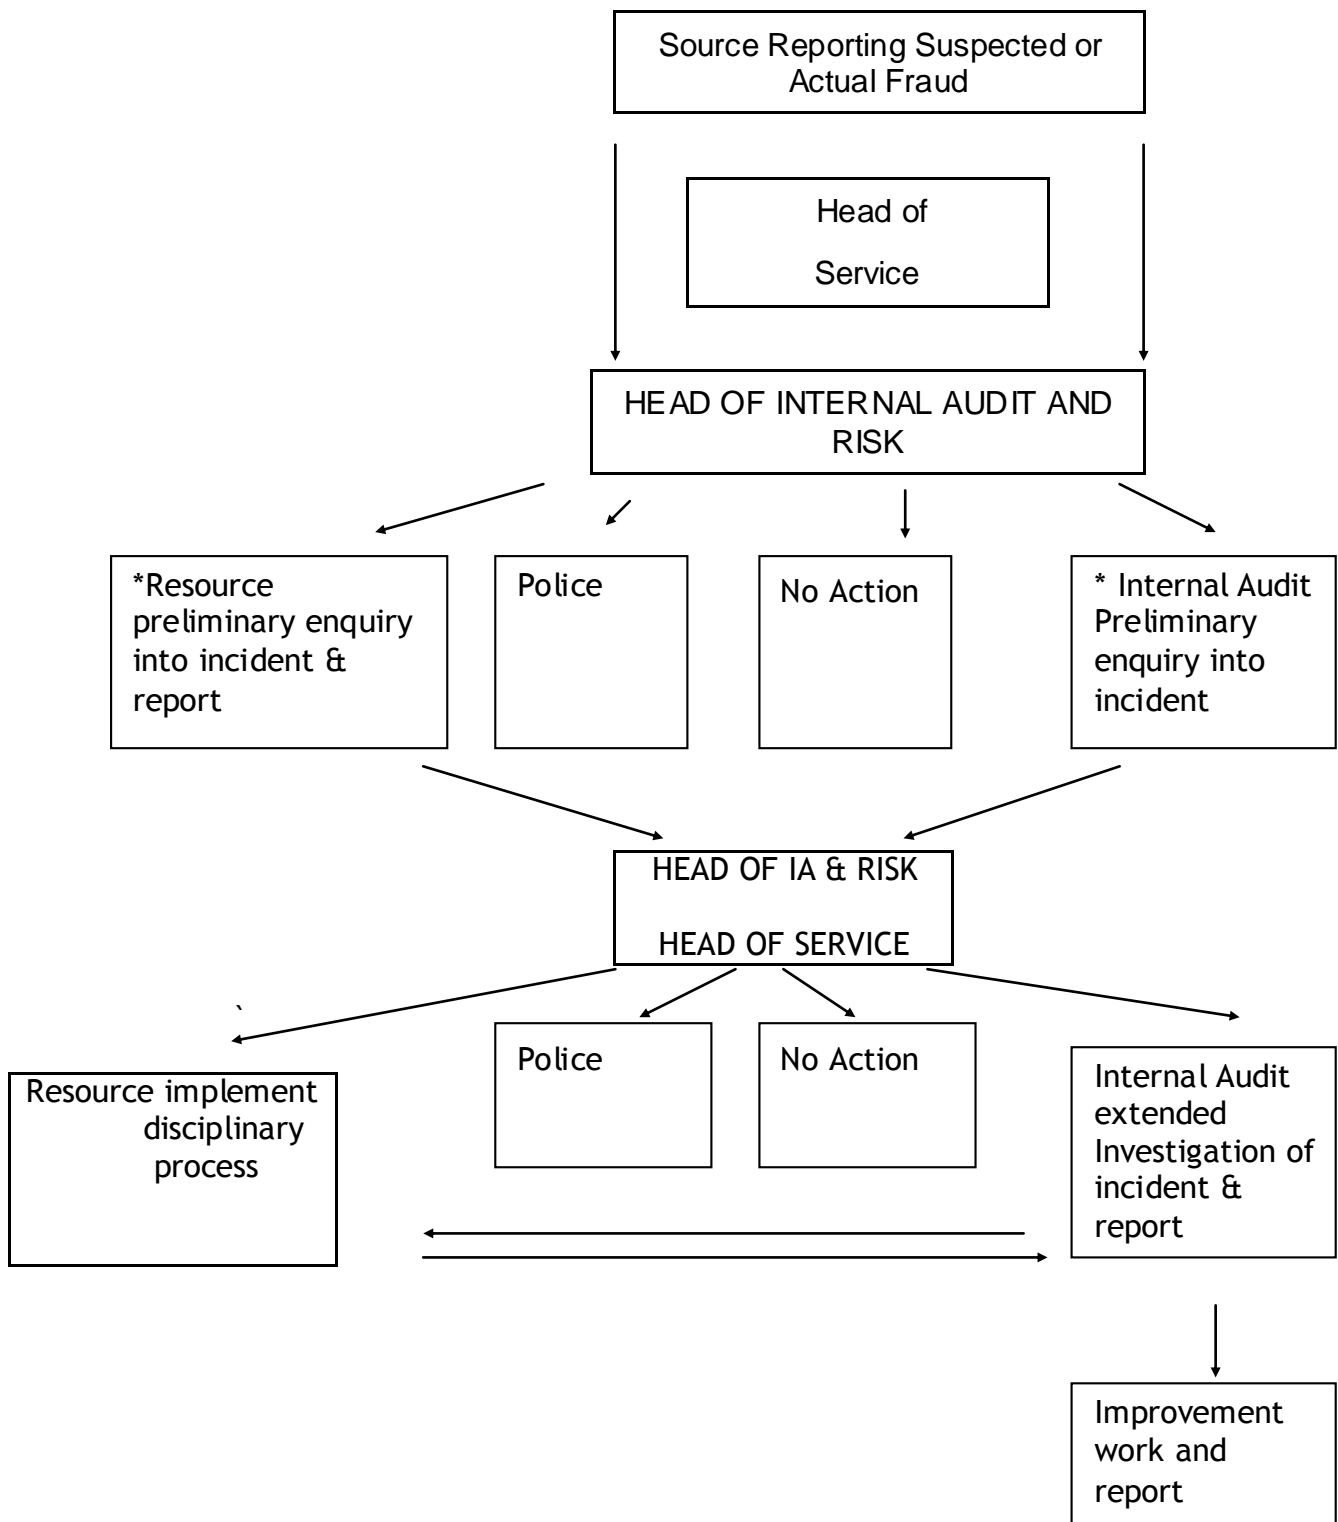 Source Reporting Suspected or
Actual Fraud
Head of
Service
HEAD OF INTERNAL AUDIT AND
RISK
*Resource
preliminary enquiry
into incident &
report
Police
No Action
* Internal Audit
Preliminary
enquiry into
incident
HEAD OF IA & RISK
HEAD OF SERVICE
`
Resource implement
disciplinary
process
Police
No Action
Internal Audit
extended
Investigation of
incident &
report
Improvement
work and
report